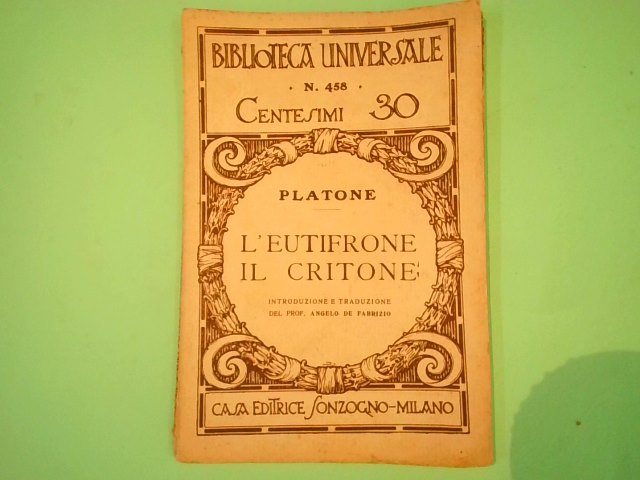 BIBLIOTECA UNIVERSALE
· N. 458 ·
CENTESIMI 30
PLATONE
L'EUTIFRONE
IL CRITONE
INTRODUZIONE E TRADUZIONE
DEL PROF. ANGELO DE FABRIZIO
CASA EDITRICE SONZOGNO-MILANO